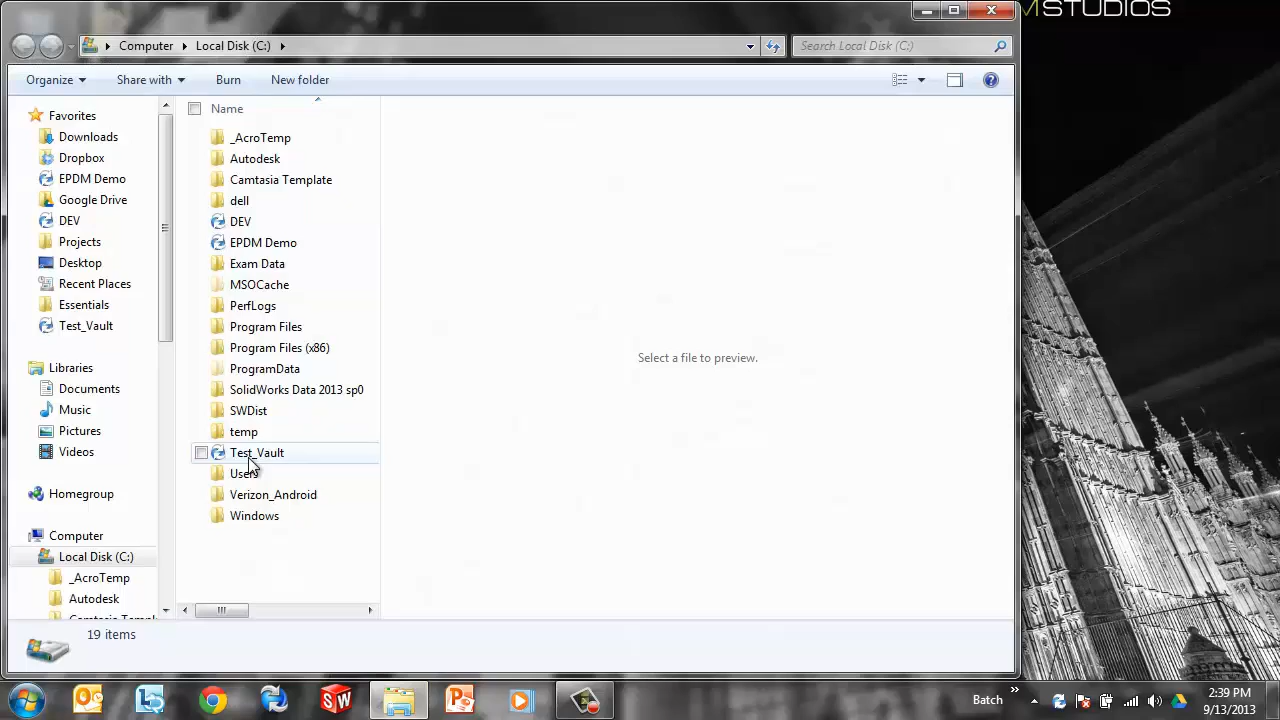 MSTUDIOS
Computer
Local Disk (C:)
Search Local Disk (C:)
Organize
Share with
Burn
New folder
Name
Favorites
Downloads
Dropbox
EPDM Demo
Google Drive
DEV
Projects
Desktop
Recent Places
Essentials
Test_Vault
Libraries
Documents
Music
Pictures
Videos
Homegroup
Computer
Local Disk (C:)
_AcroTemp
Autodesk
_AcroTemp
Autodesk
Camtasia Template
dell
DEV
EPDM Demo
Exam Data
MSOCache
PerfLogs
Program Files
Program Files (x86)
ProgramData
SolidWorks Data 2013 sp0
SWDist
temp
Test_Vault
Users
Verizon_Android
Windows
Select a file to preview.
19 items
Batch
2:39 PM
9/13/2013